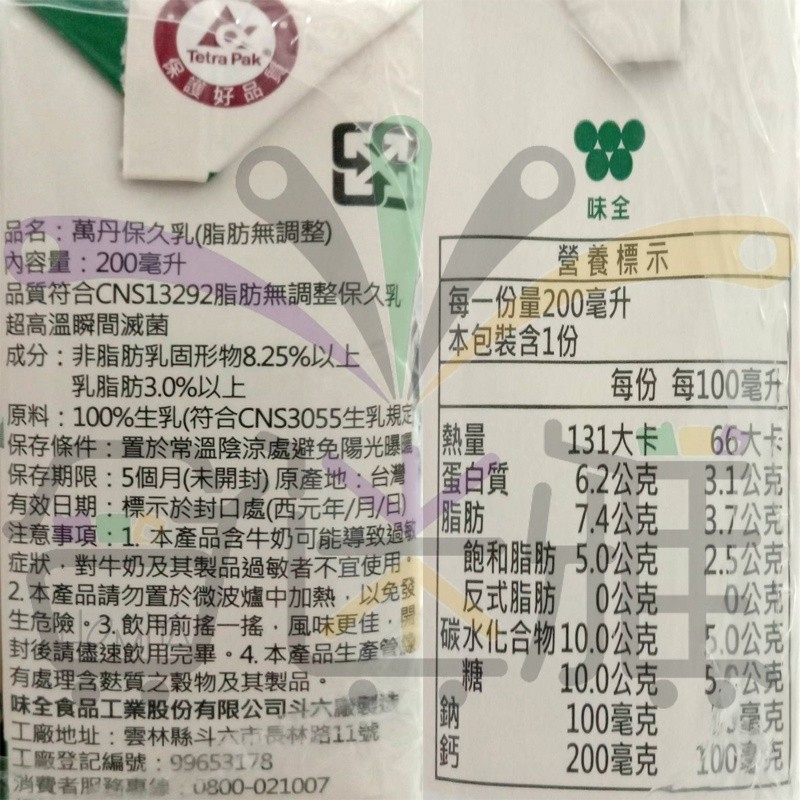 Tetra Pak
保護好品質
品名：萬丹保久乳(脂肪無調整)
內容量：200毫升
品質符合CNS13292脂肪無調整保久乳
超高溫瞬間滅菌
成分：非脂肪乳固形物8.25%以上
乳脂肪3.0%以上
原料：100%生乳(符合CNS3055生乳規定
保存條件：置於常溫陰涼處避免陽光曝曬
保存期限：5個月(未開封) 原產地：台灣
有效日期：標示於封口處(西元年/月/日)
注意事項：1. 本產品含牛奶可能導致過敏
症狀，對牛奶及其製品過敏者不宜使用。
2.本產品請勿置於微波爐中加熱，以免發
生危險。3.飲用前搖一搖，風味更佳，開
封後請儘速飲用完畢。4.本產品生產管線
有處理含麩質之穀物及其製品。
味全食品工業股份有限公司斗六廠製造
工廠地址：雲林縣斗六市長林路11號
工廠登記編號：99653178
消費者服務專線：0800-021007
味全
營養標示
每一份量200毫升
本包裝含1份
每份 每100毫升
熱量 131大卡 66大卡
蛋白質 6.2公克 3.1公克
脂肪 7.4公克 3.7公克
飽和脂肪 5.0公克 2.5公克
反式脂肪 0公克 0公克
碳水化合物 10.0公克 5.0公克
糖 10.0公克 5.0公克
鈉 100毫克 毫克
鈣 200毫克 100毫克